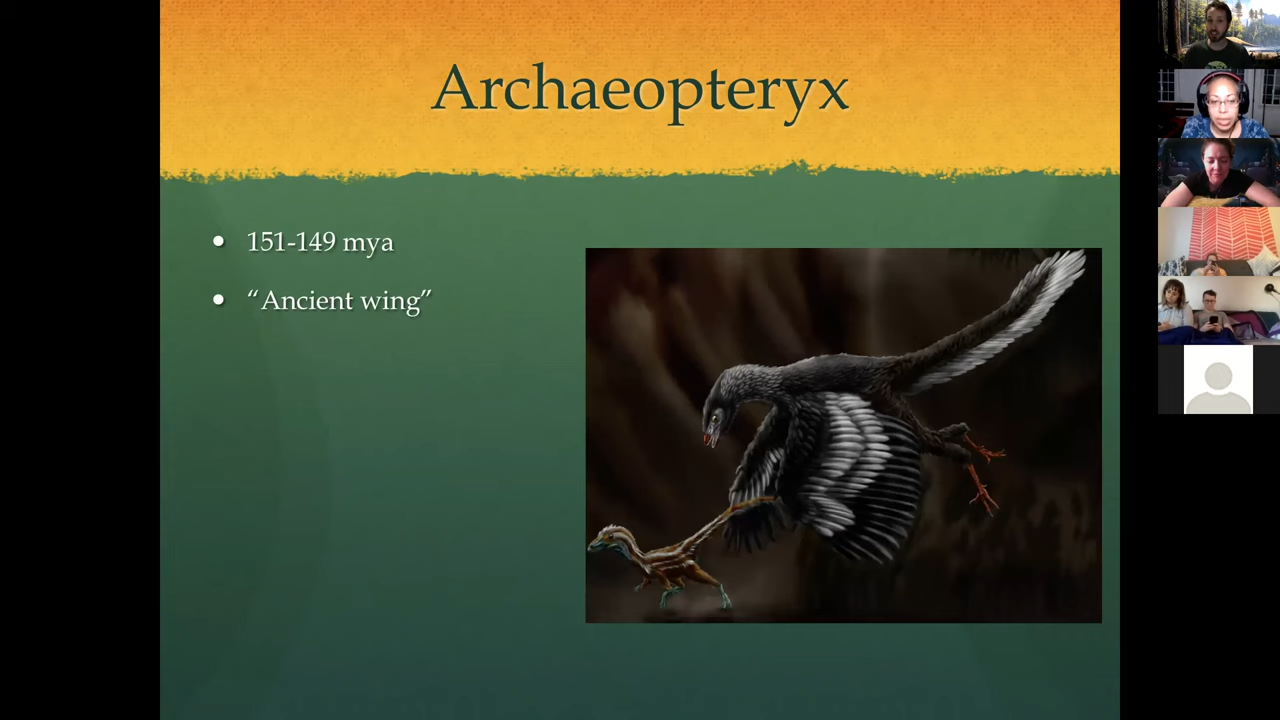 Archaeopteryx
• 151-149 mya
• “Ancient wing”